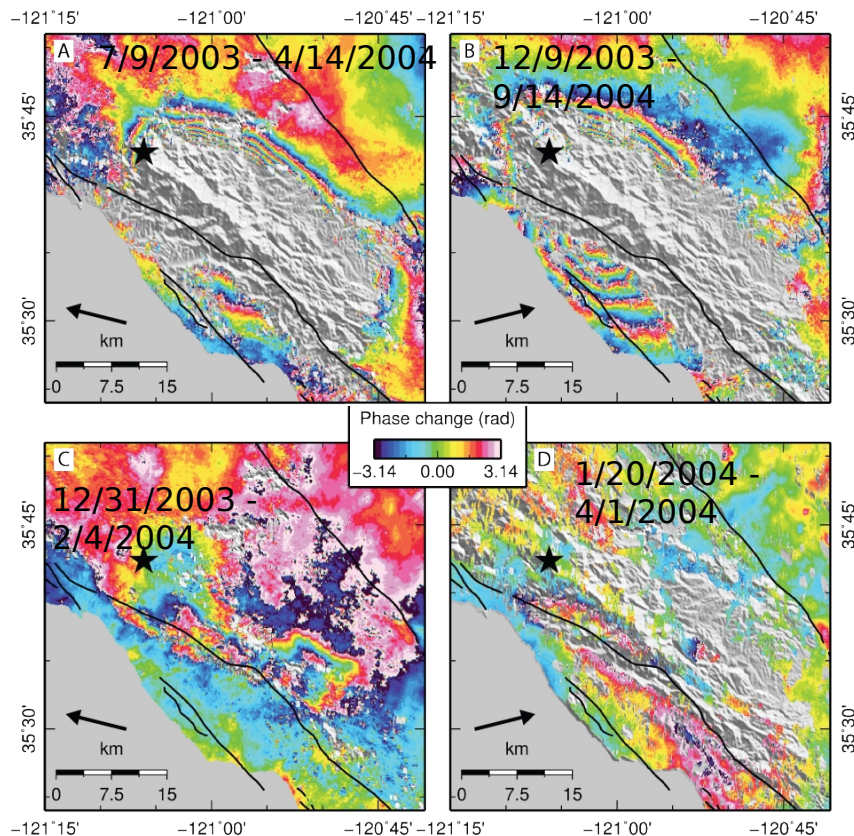 −121°15' −121°00' −120°45' −121°15' −121°00' −120°45'
A 7/9/2003 - 4/14/2004
B 12/9/2003 -
9/14/2004
35°45' 35°45'
35°30' 35°30'
km km
0 7.5 15 0 7.5 15
Phase change (rad)
−3.14 0.00 3.14
C
12/31/2003 -
2/4/2004
D 1/20/2004 -
4/1/2004
35°45' 35°45'
35°30' 35°30'
km km
0 7.5 15 0 7.5 15
−121°15' −121°00' −120°45' −121°15' −121°00' −120°45'